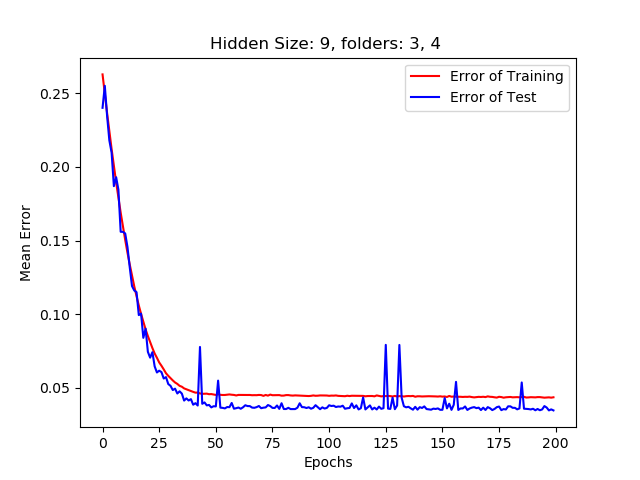 Hidden Size: 9, folders: 3, 4
Error of Training
Error of Test
Mean Error
0.25
0.20
0.15
0.10
0.05
0 25 50 75 100 125 150 175 200
Epochs